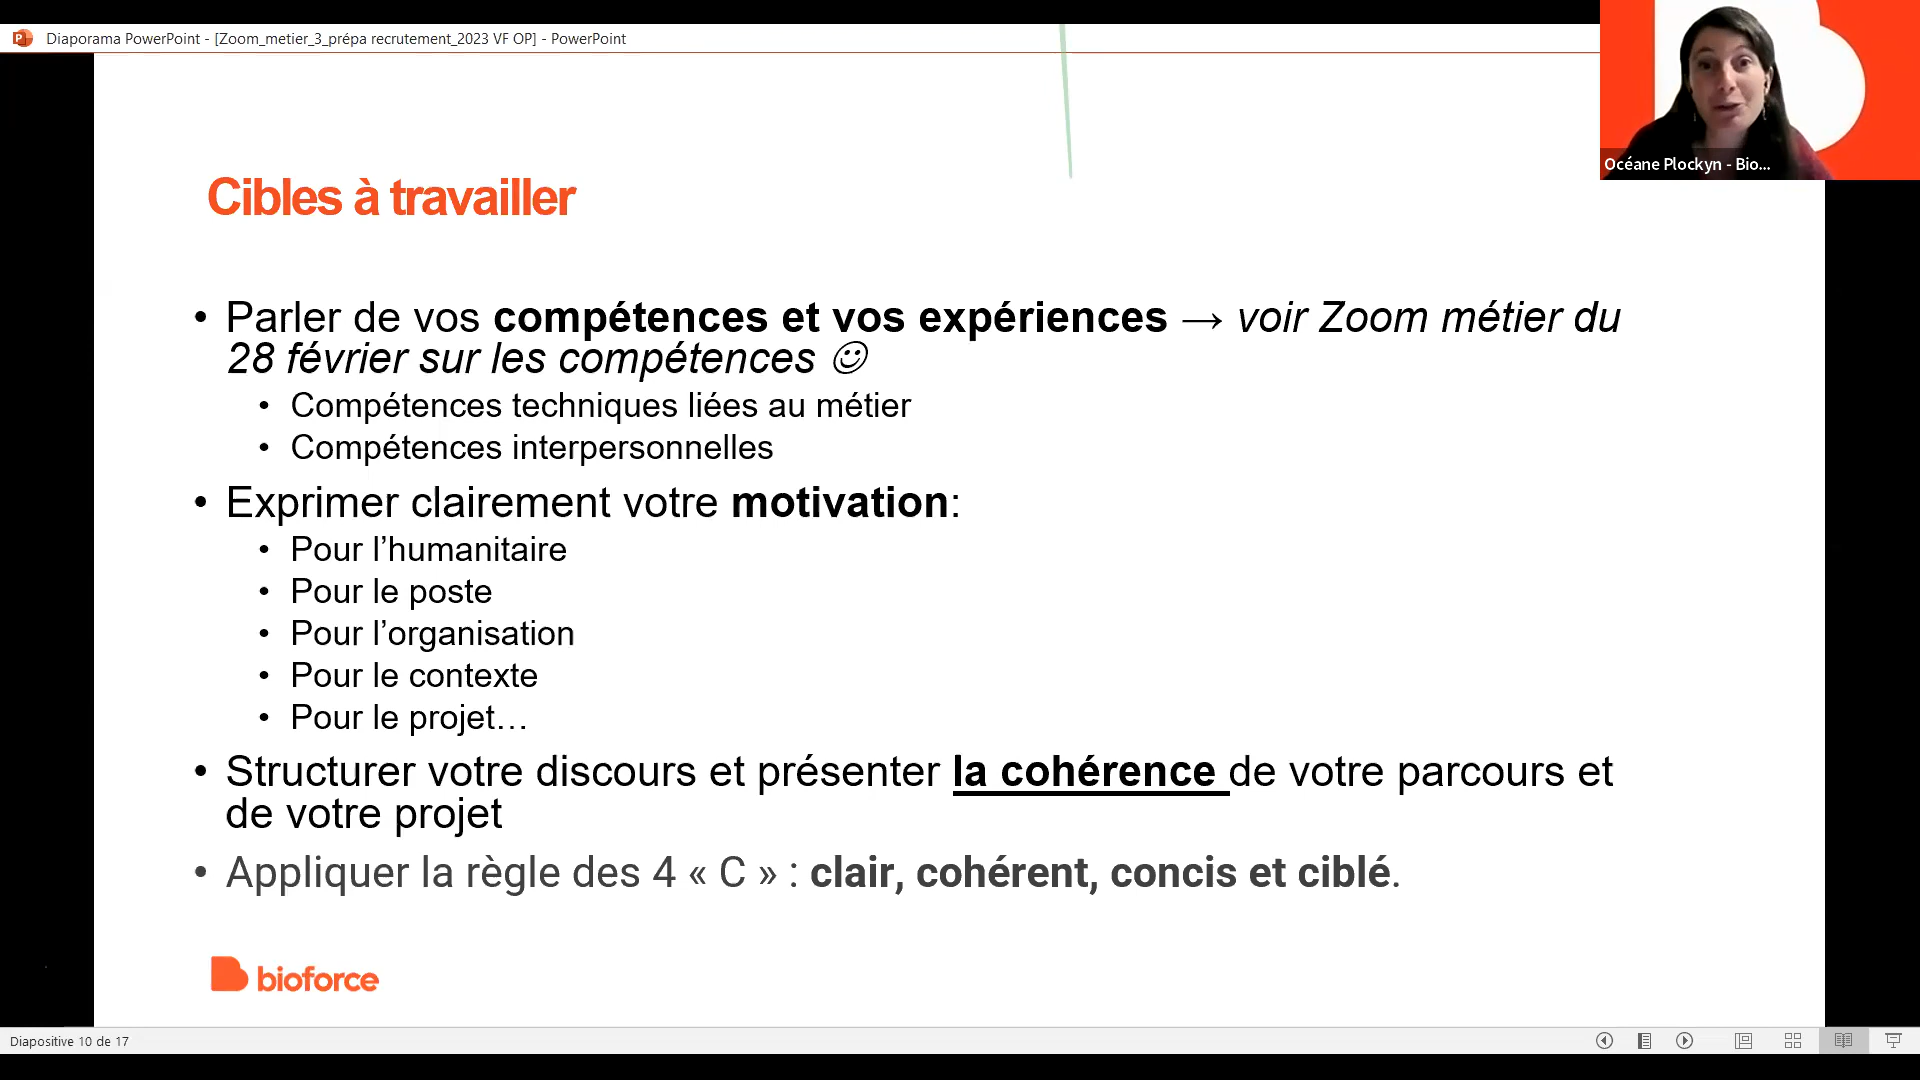 Diaporama PowerPoint - [Zoom_metier_3_prépa recrutement_2023 VF OP] - PowerPoint
Océane Plockyn - Bio...
Cibles à travailler
• Parler de vos compétences et vos expériences → voir Zoom métier du
28 février sur les compétences ☺
• Compétences techniques liées au métier
• Compétences interpersonnelles
• Exprimer clairement votre motivation:
• Pour l’humanitaire
• Pour le poste
• Pour l’organisation
• Pour le contexte
• Pour le projet…
• Structurer votre discours et présenter la cohérence de votre parcours et
de votre projet
• Appliquer la règle des 4 « C » : clair, cohérent, concis et ciblé.
bioforce
Diapositive 10 de 17